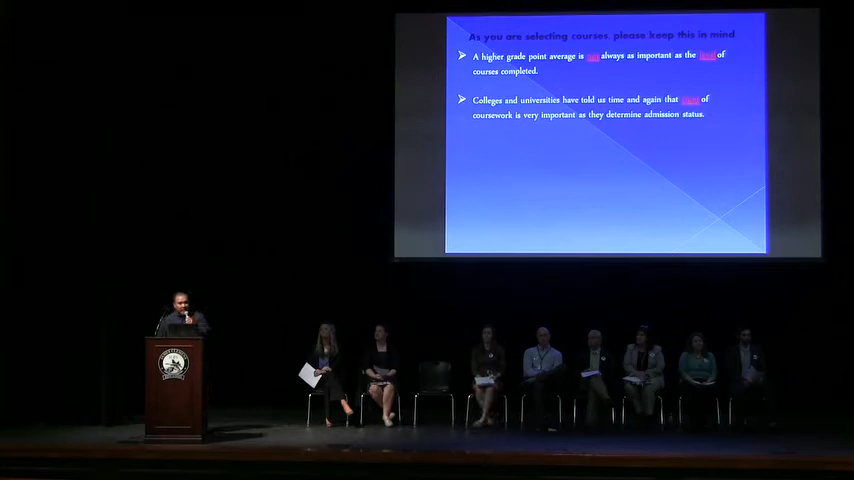 As you are selecting courses, please keep this in mind
A higher grade point average is not always as important as the level of
courses completed.
Colleges and universities have told us time and again that of
coursework is very important as they determine admission status.